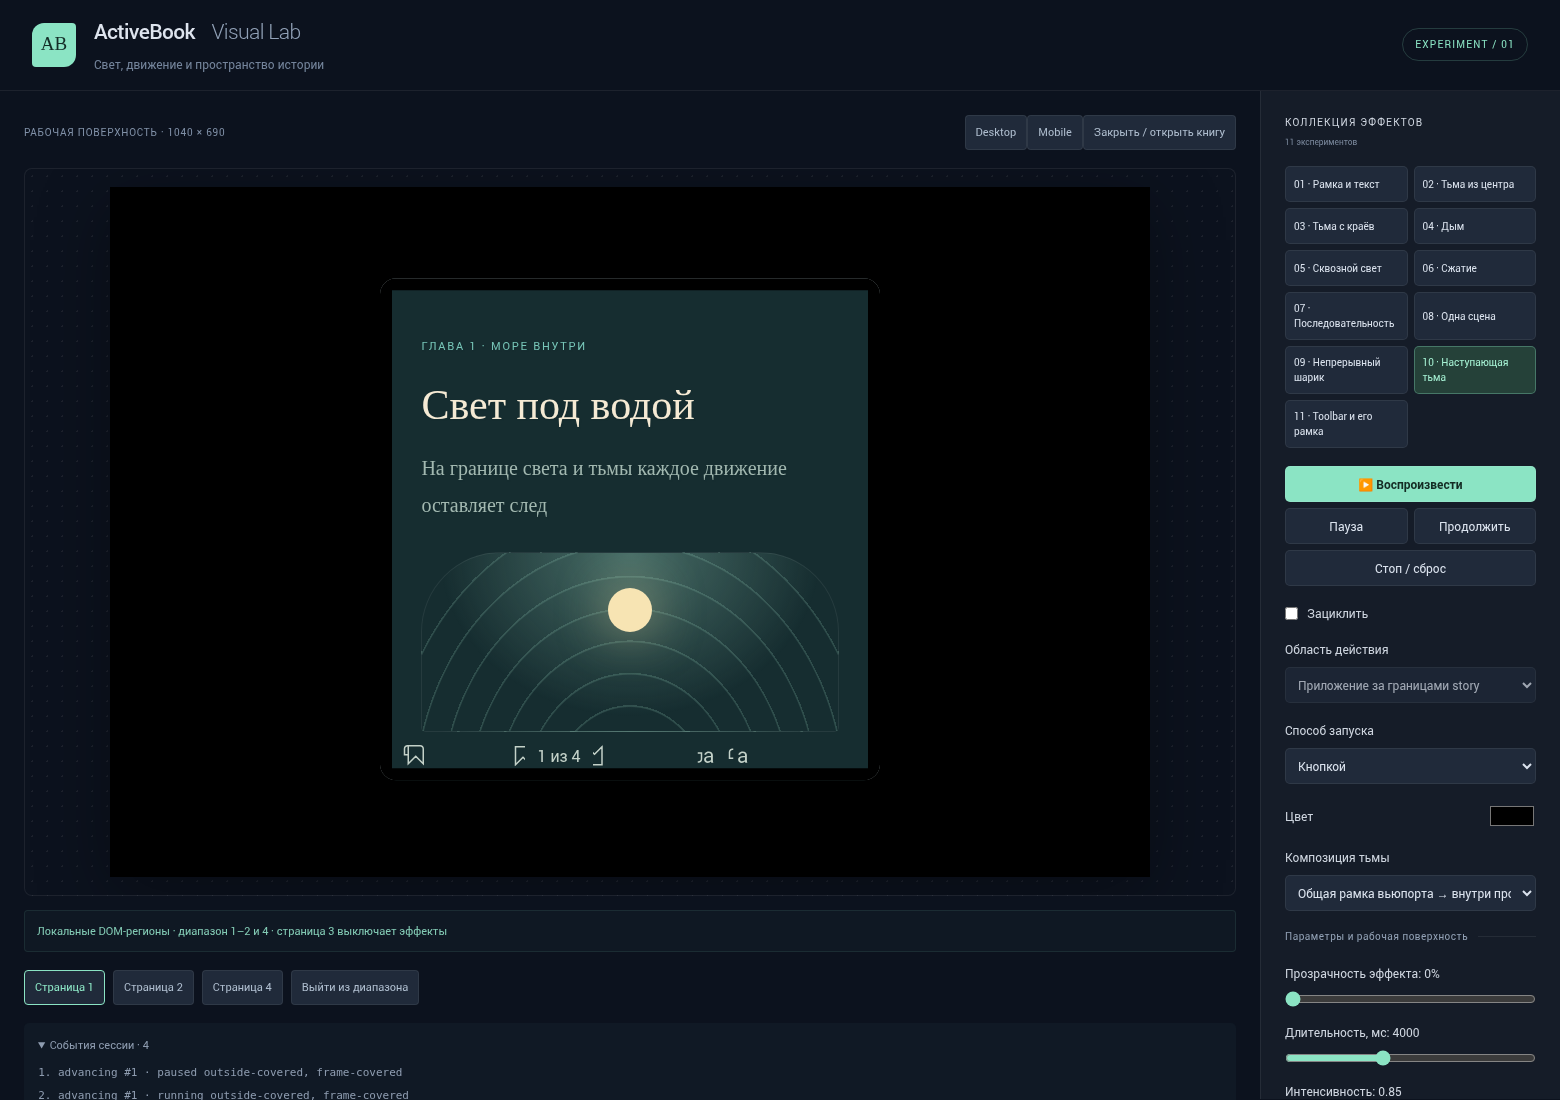 AB
ActiveBook Visual Lab
Свет, движение и пространство истории
EXPERIMENT / 01
РАБОЧАЯ ПОВЕРХНОСТЬ · 1040 × 690
Desktop
Mobile
Закрыть / открыть книгу
ГЛАВА 1 · МОРЕ ВНУТРИ
Свет под водой
На границе света и тьмы каждое движение
оставляет след
1 из 4
Локальные DOM-регионы · диапазон 1–2 и 4 · страница 3 выключает эффекты
Страница 1
Страница 2
Страница 4
Выйти из диапазона
▼ События сессии · 4
1. advancing #1 · paused outside-covered, frame-covered
2. advancing #1 · running outside-covered, frame-covered
КОЛЛЕКЦИЯ ЭФФЕКТОВ
11 экспериментов
01 · Рамка и текст
02 · Тьма из центра
03 · Тьма с краёв
04 · Дым
05 · Сквозной свет
06 · Сжатие
07 ·
Последовательность
08 · Одна сцена
09 · Непрерывный
шарик
10 · Наступающая
тьма
11 · Toolbar и его
рамка
▶️ Воспроизвести
Пауза
Продолжить
Стоп / сброс
Зациклить
Область действия
Приложение за границами story
Способ запуска
Кнопкой
Цвет
Композиция тьмы
Общая рамка вьюпорта → внутри прс
Параметры и рабочая поверхность
Прозрачность эффекта: 0%
Длительность, мс: 4000
Интенсивность: 0.85